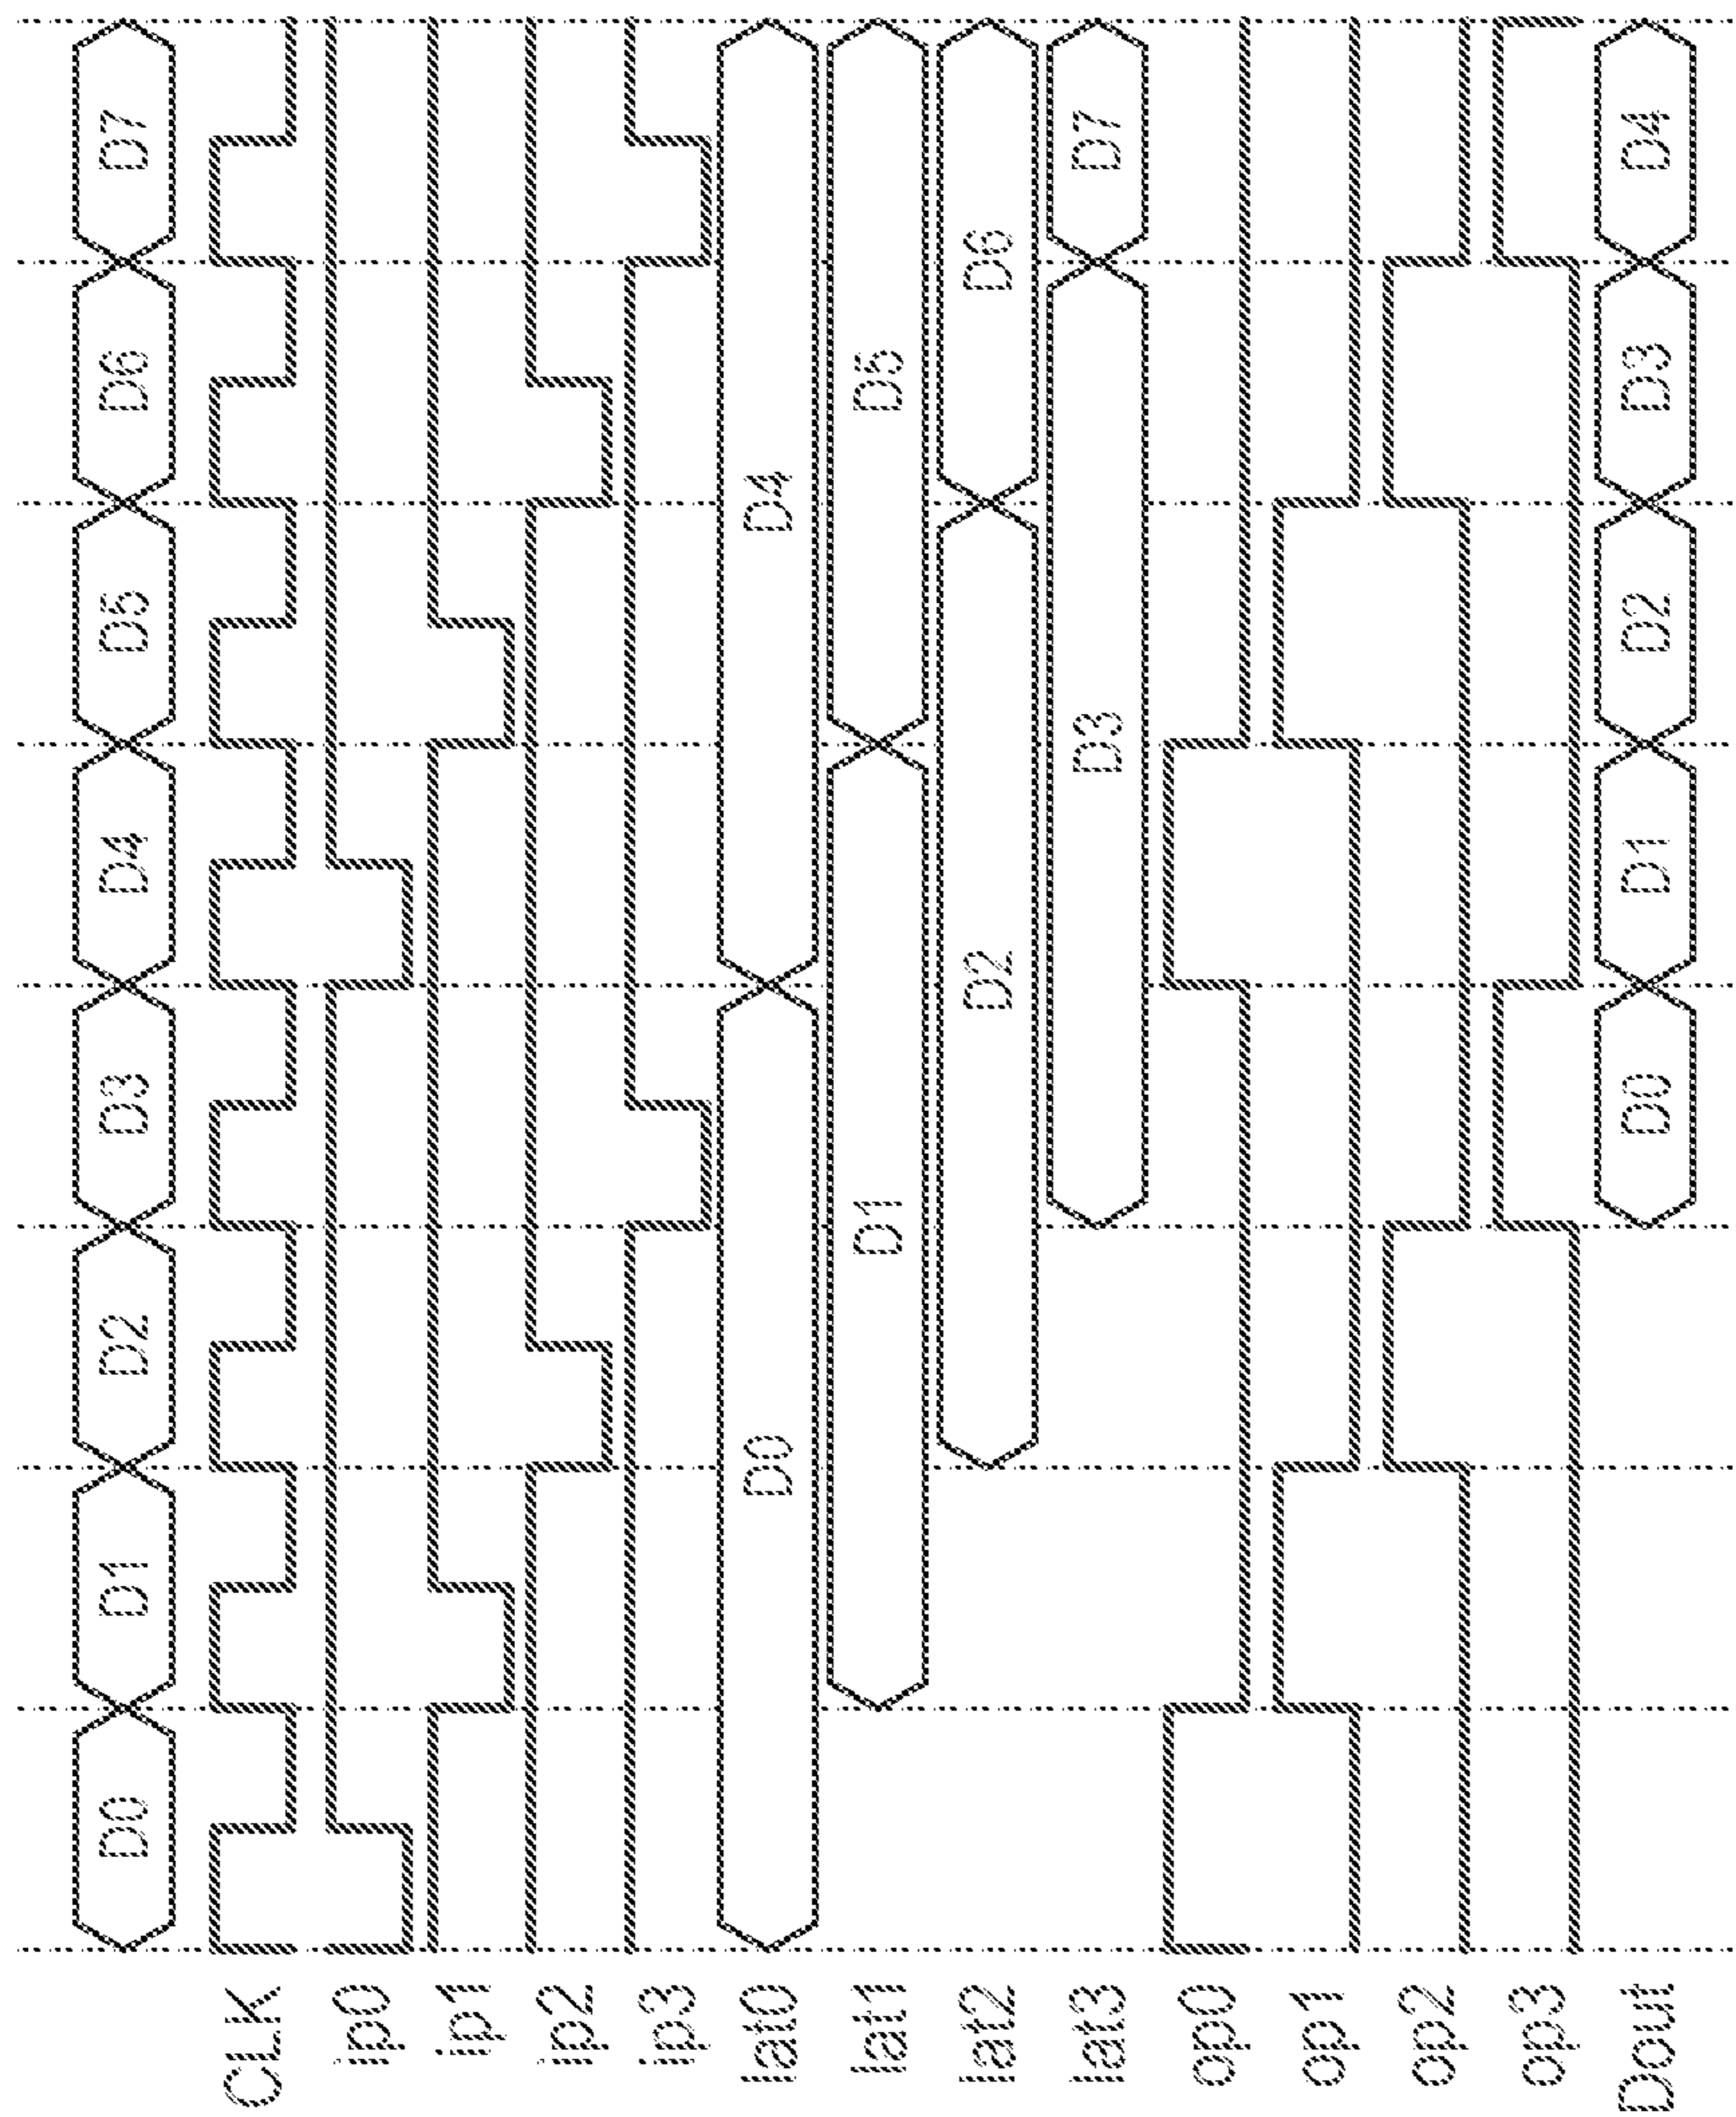 D0 D1 D2 D3 D4 D5 D6 D7
CLK
ip0
ip1
ip2
ip3
lat0 D0 D4
lat1 D1 D5
lat2 D2 D6
lat3 D3 D7
op0
op1
op2
op3
Dout D0 D1 D2 D3 D4